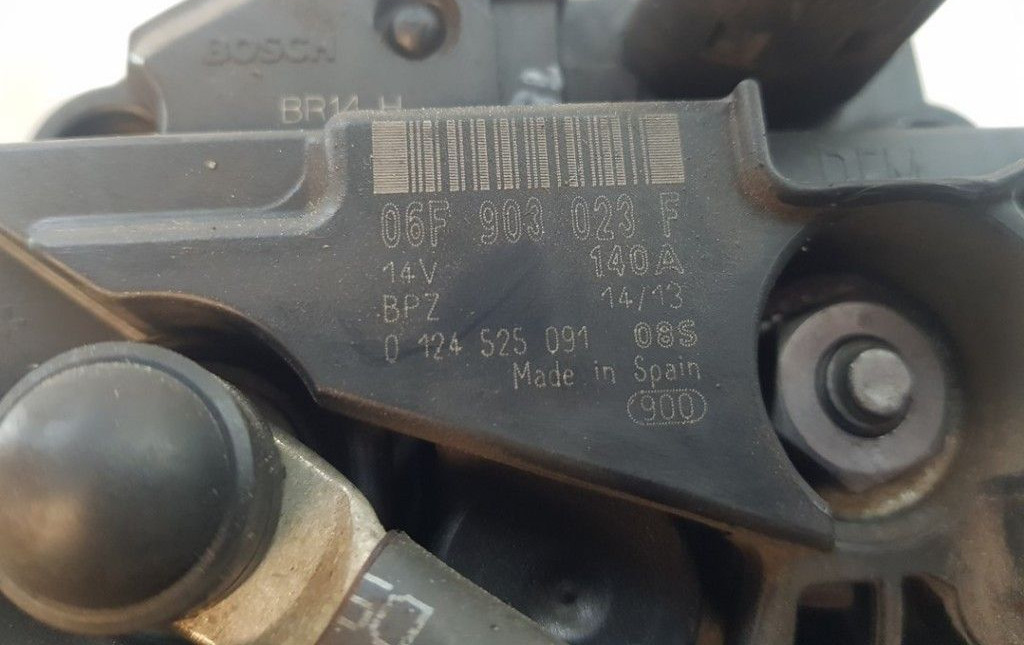 BOSCH
BR14-H
06F 903 023 F
14V 140A
BPZ 14/13
0 124 525 091 08S
Made in Spain
900